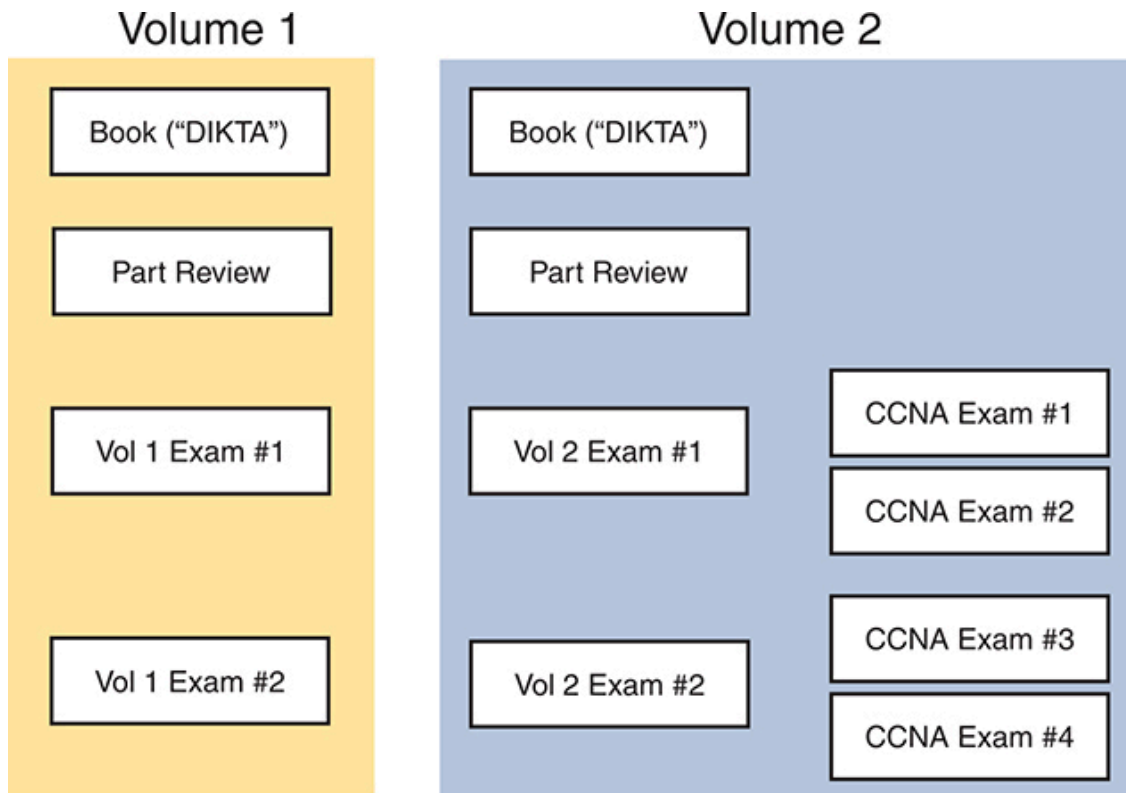 Volume 1
Book (“DIKTA”)
Part Review
Vol 1 Exam #1
Vol 1 Exam #2
Volume 2
Book (“DIKTA”)
Part Review
Vol 2 Exam #1
Vol 2 Exam #2
CCNA Exam #1
CCNA Exam #2
CCNA Exam #3
CCNA Exam #4